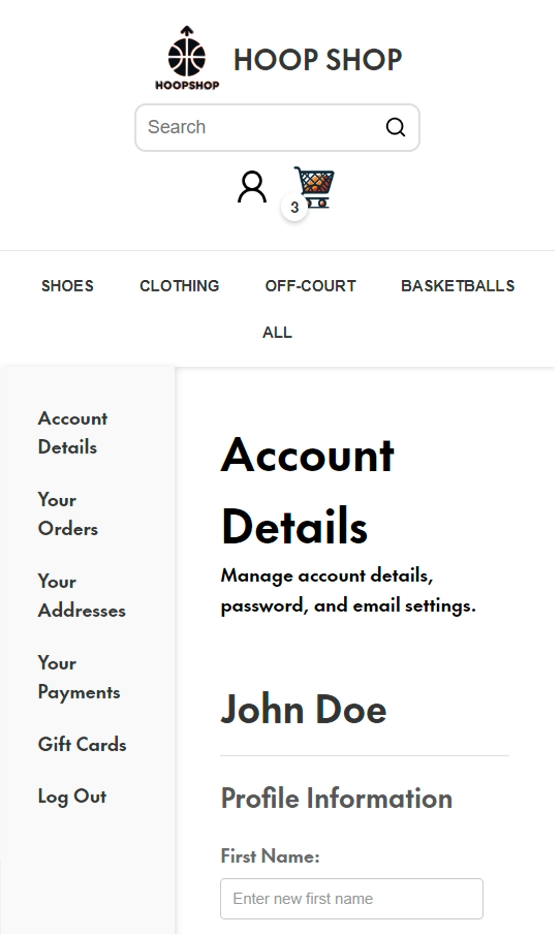 HOOPSHOP
HOOP SHOP
Search
3
SHOES CLOTHING OFF-COURT BASKETBALLS
ALL
Account
Details
Your
Orders
Your
Addresses
Your
Payments
Gift Cards
Log Out
Account
Details
Manage account details,
password, and email settings.
John Doe
Profile Information
First Name:
Enter new first name